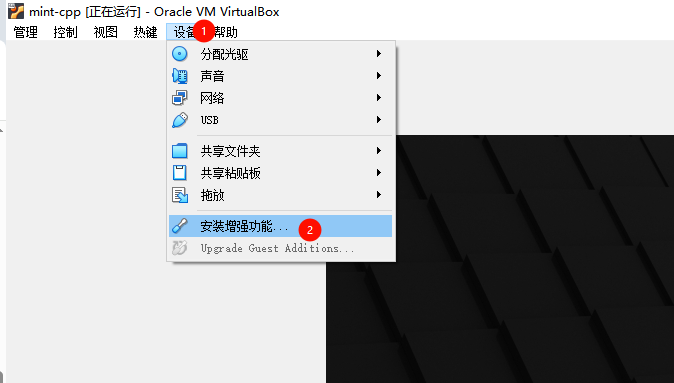 mint-cpp [正在运行] - Oracle VM VirtualBox
管理 控制 视图 热键 设备 1 帮助
分配光驱
声音
网络
USB
共享文件夹
共享粘贴板
拖放
安装增强功能... 2
Upgrade Guest Additions...